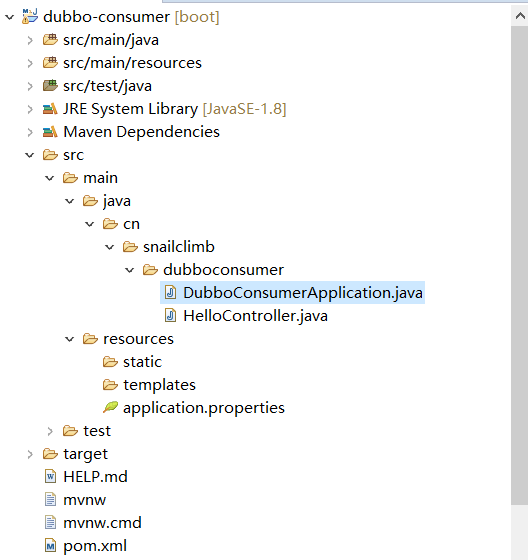 dubbo-consumer [boot]
src/main/java
src/main/resources
src/test/java
JRE System Library [JavaSE-1.8]
Maven Dependencies
src
main
java
cn
snailclimb
dubboconsumer
DubboConsumerApplication.java
HelloController.java
resources
static
templates
application.properties
test
target
HELP.md
mvnw
mvnw.cmd
pom.xml